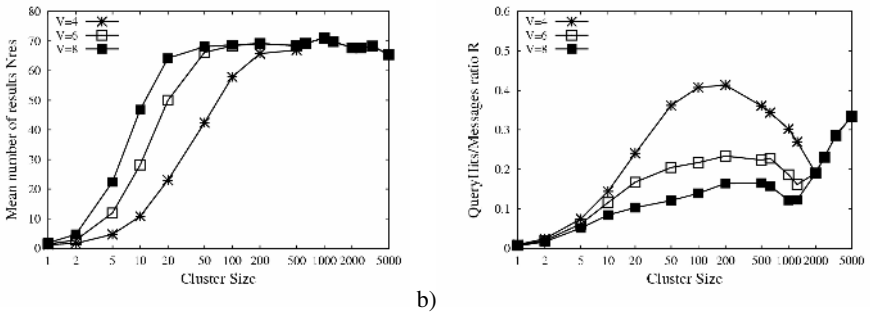 80
70
60
50
40
30
20
10
0
Mean number of results Nres
V=4
V=6
V=8
1 2 5 10 20 50 100 200 500 1000 2000 5000
Cluster Size
b)
0.6
0.5
0.4
0.3
0.2
0.1
0
QueryHits/Messages ratio R
V=4
V=6
V=8
1 2 5 10 20 50 100 200 500 1000 2000 5000
Cluster Size